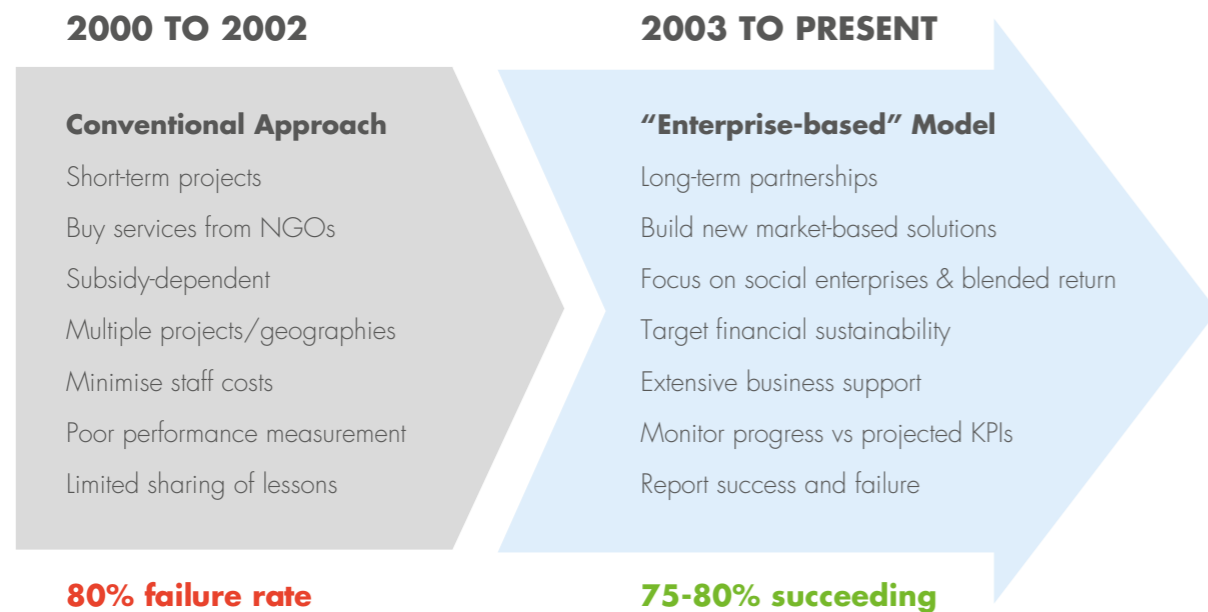 2000 TO 2002
Conventional Approach
Short-term projects
Buy services from NGOs
Subsidy-dependent
Multiple projects/geographies
Minimise staff costs
Poor performance measurement
Limited sharing of lessons
80% failure rate
2003 TO PRESENT
“Enterprise-based” Model
Long-term partnerships
Build new market-based solutions
Focus on social enterprises & blended return
Target financial sustainability
Extensive business support
Monitor progress vs projected KPIs
Report success and failure
75-80% succeeding